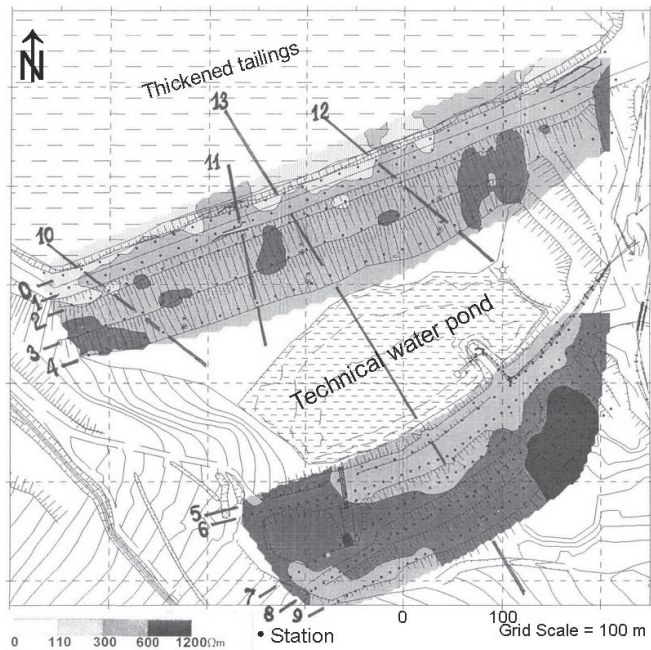 N
Thickened tailings
13
12
11
10
0
1
2
3
4
Technical water pond
5
6
7
8
9
0 100
0 110 300 600 1200Ωm
• Station
Grid Scale = 100 m